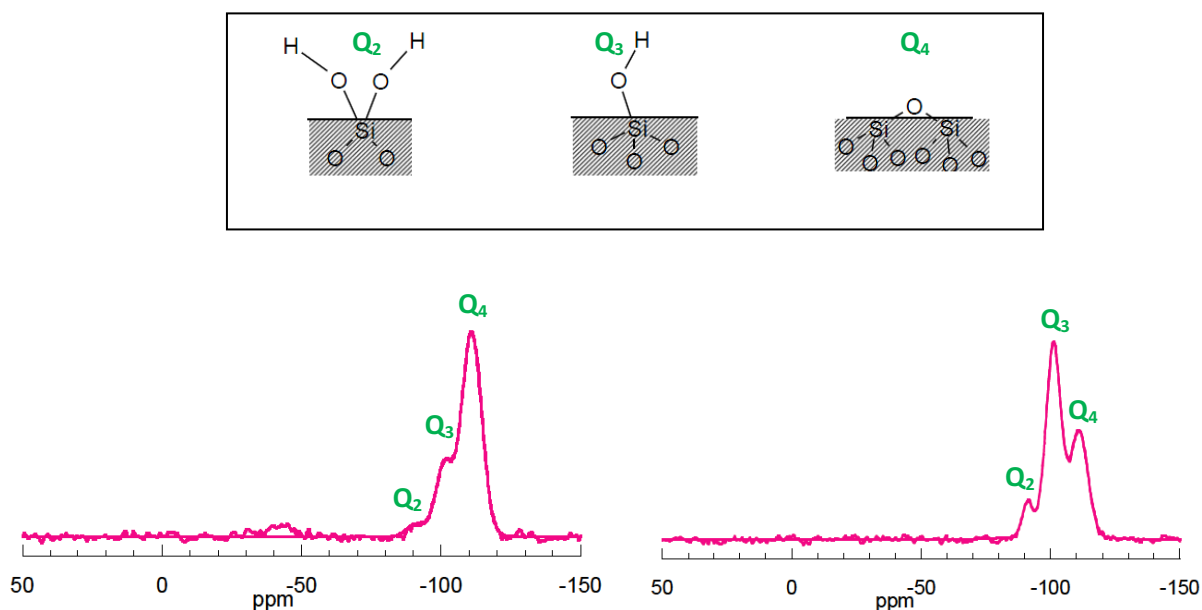 H Q₂ H Q₃ H Q₄
O O O O
Si Si Si Si
O O O O O O O O O O O
Q₄ Q₃
Q₃ Q₄
Q₂ Q₂
50 0 -50 -100 -150 50 0 -50 -100 -150
ppm ppm